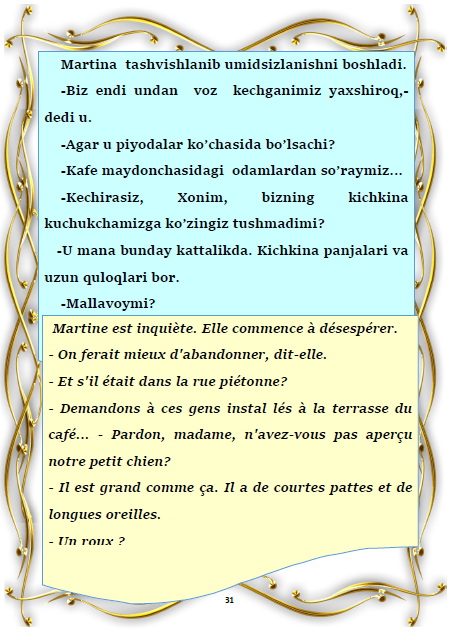 Martina tashvishlanib umidsizlanishni boshladi.
-Biz endi undan voz kechganimiz yaxshiroq,-
dedi u.
-Agar u piyodalar ko’chasida bo’lsachi?
-Kafe maydonchasidagi odamlardan so’raymiz...
-Kechirasiz, Xonim, bizning kichkina
kuchukchamizga ko’zingiz tushmadimi?
-U mana bunday kattalikda. Kichkina panjalari va
uzun quloqlari bor.
-Mallavoymi?
Martine est inquiète. Elle commence à désespérer.
- On ferait mieux d'abandonner, dit-elle.
- Et s'il était dans la rue piétonne?
- Demandons à ces gens instal lés à la terrasse du
café... - Pardon, madame, n'avez-vous pas aperçu
notre petit chien?
- Il est grand comme ça. Il a de courtes pattes et de
longues oreilles.
- Un roux ?
31